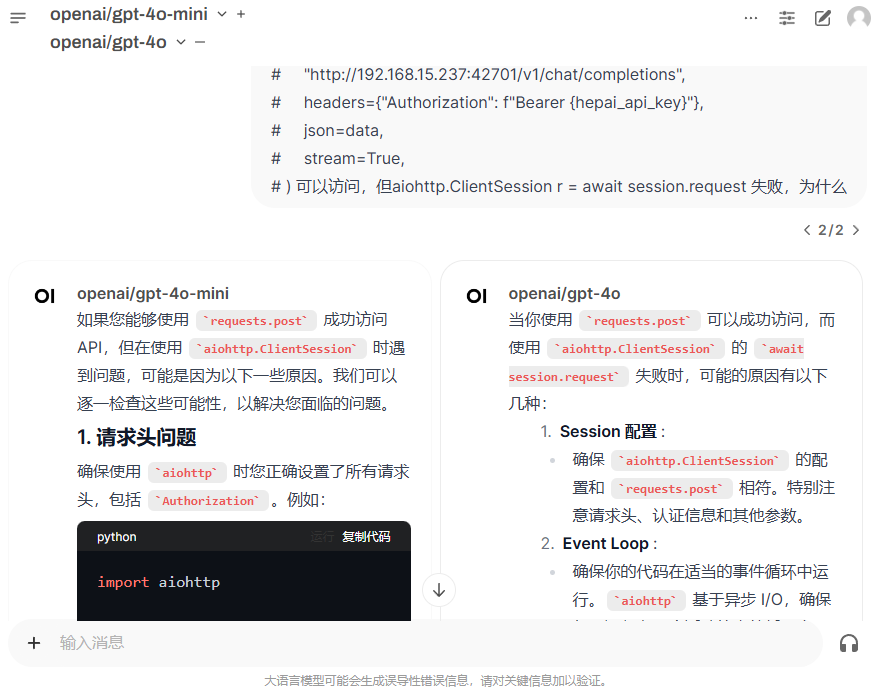 openai/gpt-4o-mini
openai/gpt-4o
# "http://192.168.15.237:42701/v1/chat/completions",
# headers={"Authorization": f"Bearer {hepai_api_key}"},
# json=data,
# stream=True,
# ) 可以访问，但aiohttp.ClientSession r = await session.request 失败，为什么
2/2
OI openai/gpt-4o-mini
如果您能够使用 `requests.post` 成功访问
API，但在使用 `aiohttp.ClientSession` 时遇
到问题，可能是因为以下一些原因。我们可以
逐一检查这些可能性，以解决您面临的问题。
1. 请求头问题
确保使用 `aiohttp` 时您正确设置了所有请求
头，包括 `Authorization`。例如：
python 运行 复制代码
import aiohttp
OI openai/gpt-4o
当你使用 `requests.post` 可以成功访问，而
使用 `aiohttp.ClientSession` 的 `await
session.request` 失败时，可能的原因有以下
几种：
1. Session 配置：
确保 `aiohttp.ClientSession` 的配
置和 `requests.post` 相符。特别注
意请求头、认证信息和其他参数。
2. Event Loop：
确保你的代码在适当的事件循环中运
行。 `aiohttp` 基于异步 I/O，确保
输入消息
大语言模型可能会生成误导性错误信息，请对关键信息加以验证。